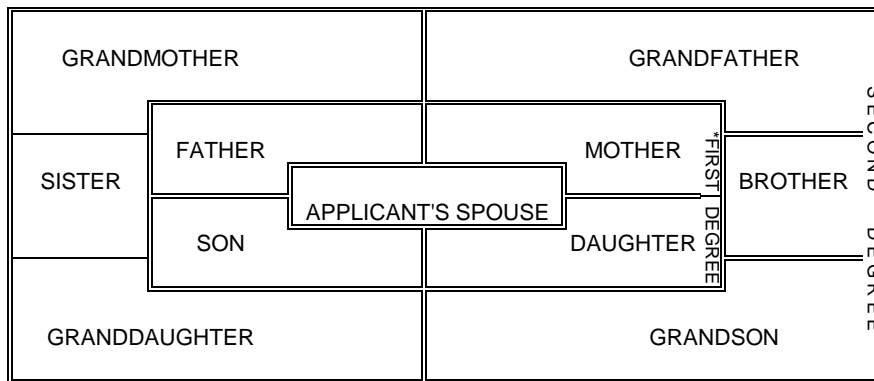 GRANDMOTHER
GRANDFATHER
FATHER
MOTHER
SISTER
BROTHER
APPLICANT'S SPOUSE
SON
DAUGHTER
*FIRST DEGREE
SECOND DEGREE
GRANDDAUGHTER
GRANDSON